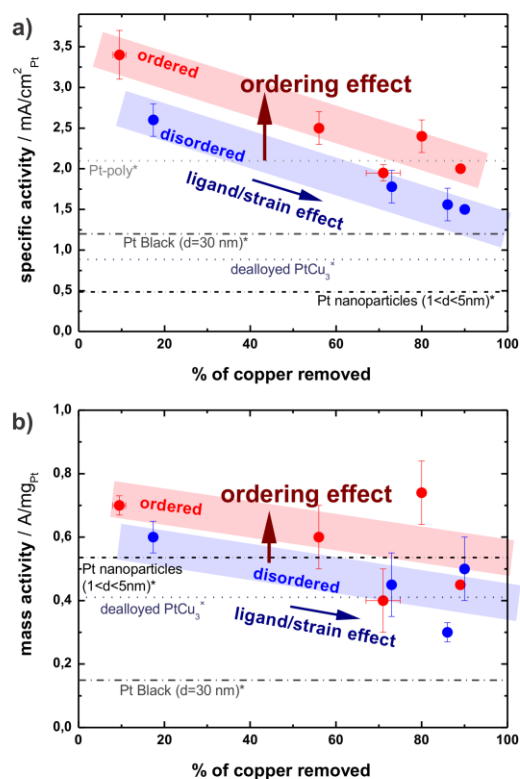 a)
specific activity / mA/cm²Pt
3,5
3,0
2,5
2,0
1,5
1,0
0,5
0,0
ordered
ordering effect
disordered
Pt-poly*
ligand/strain effect
Pt Black (d=30 nm)*
dealloyed PtCu3×
Pt nanoparticles (1<d<5nm)*
0 20 40 60 80 100
% of copper removed
b)
mass activity / A/mgPt
1,0
0,8
0,6
0,4
0,2
0,0
ordered
ordering effect
Pt nanoparticles
(1<d<5nm)*
disordered
dealloyed PtCu3×
ligand/strain effect
Pt Black (d=30 nm)*
0 20 40 60 80 100
% of copper removed